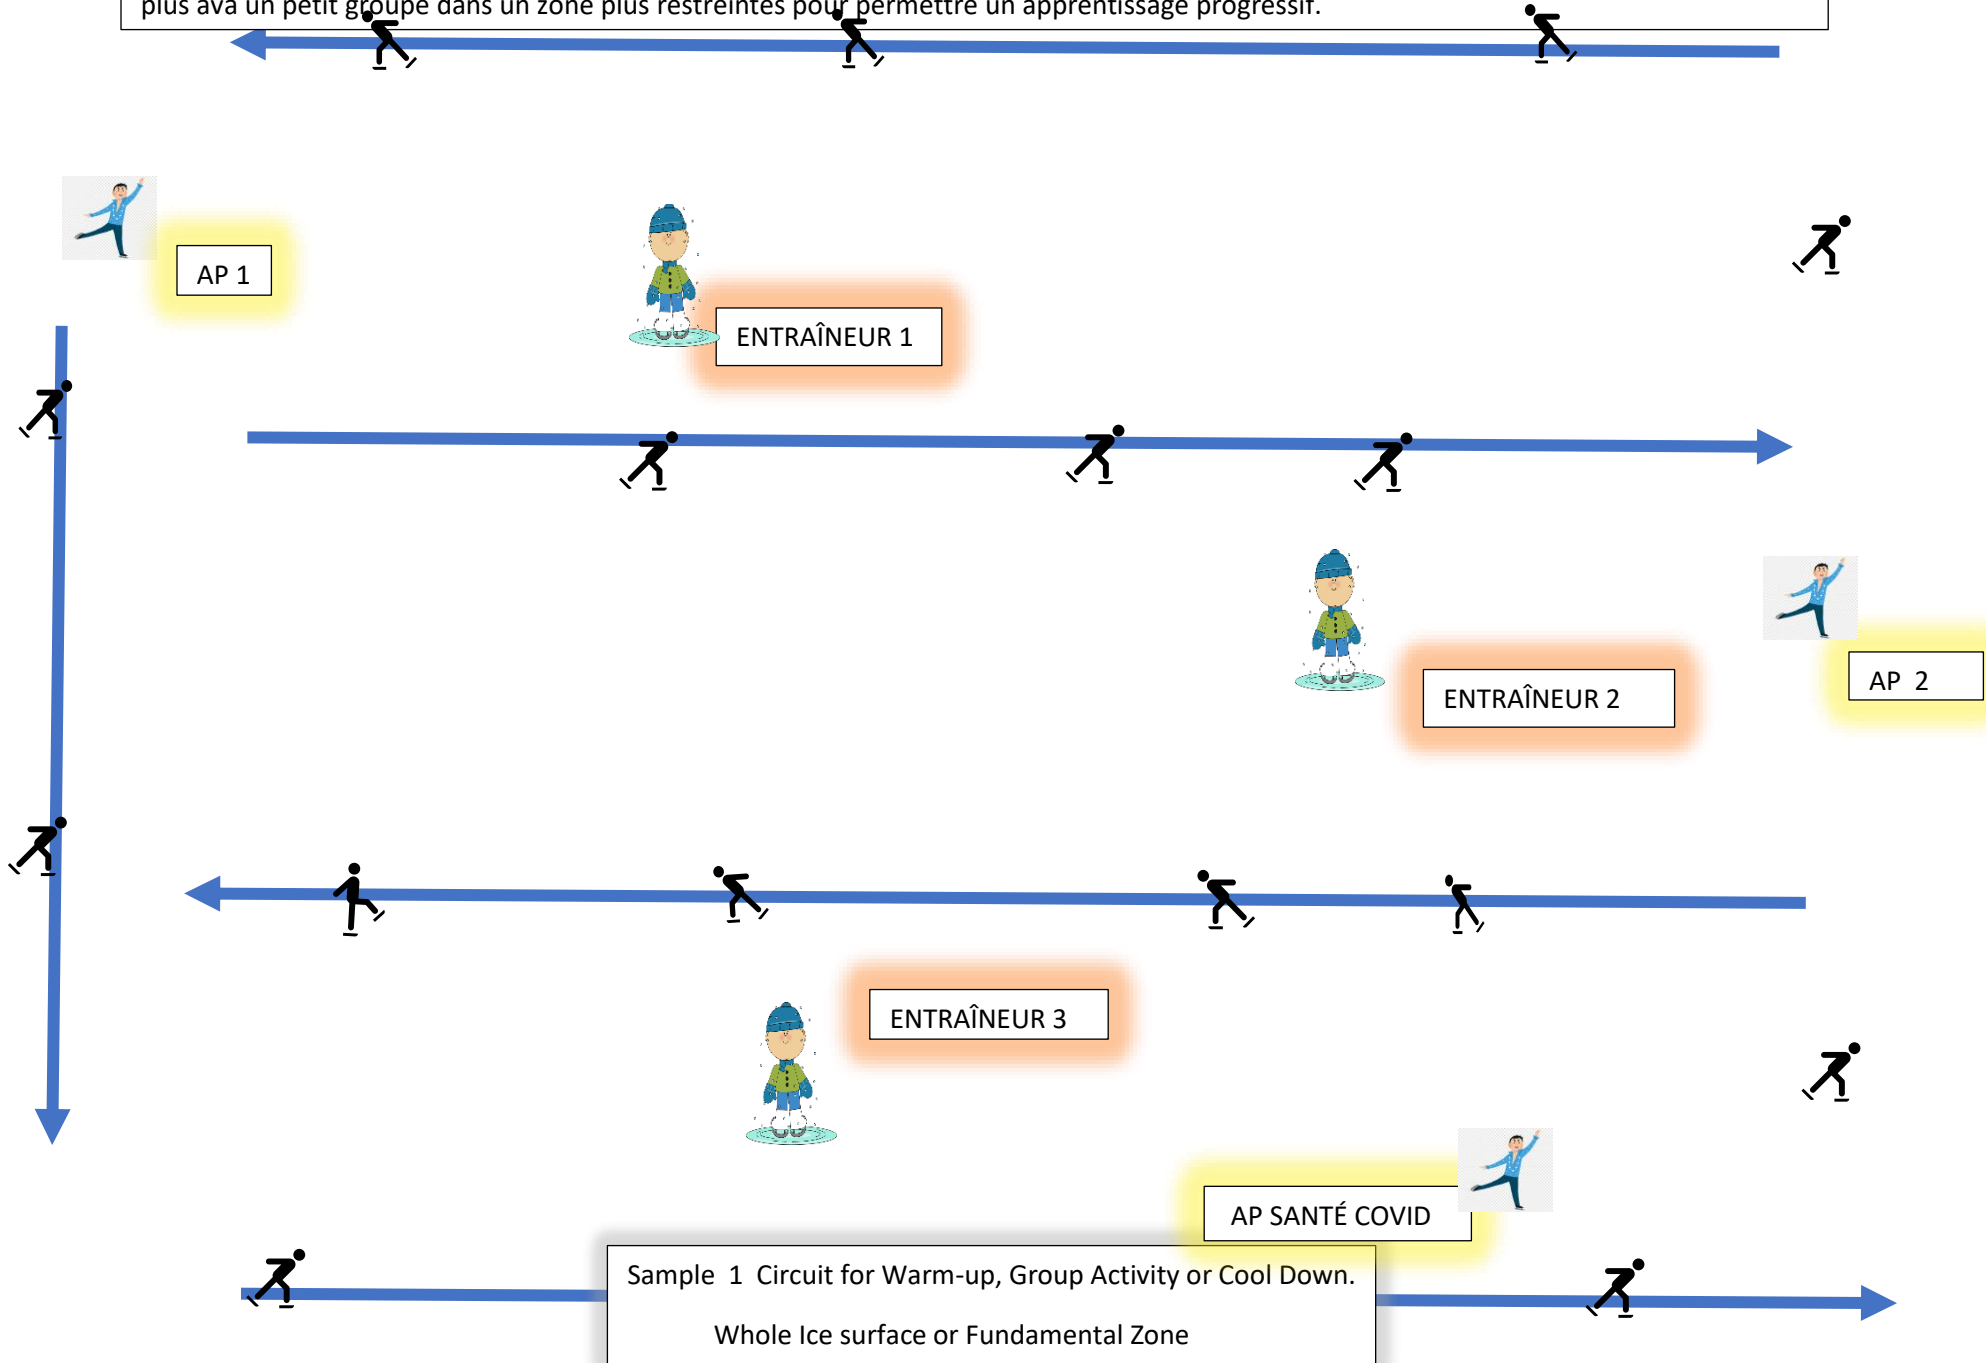 plus ava un petit groupe dans un zone plus restreintes pour permettre un apprentissage progressif.
AP 1
ENTRAÎNEUR 1
ENTRAÎNEUR 2
AP 2
ENTRAÎNEUR 3
AP SANTÉ COVID
Sample 1 Circuit for Warm-up, Group Activity or Cool Down.
Whole Ice surface or Fundamental Zone